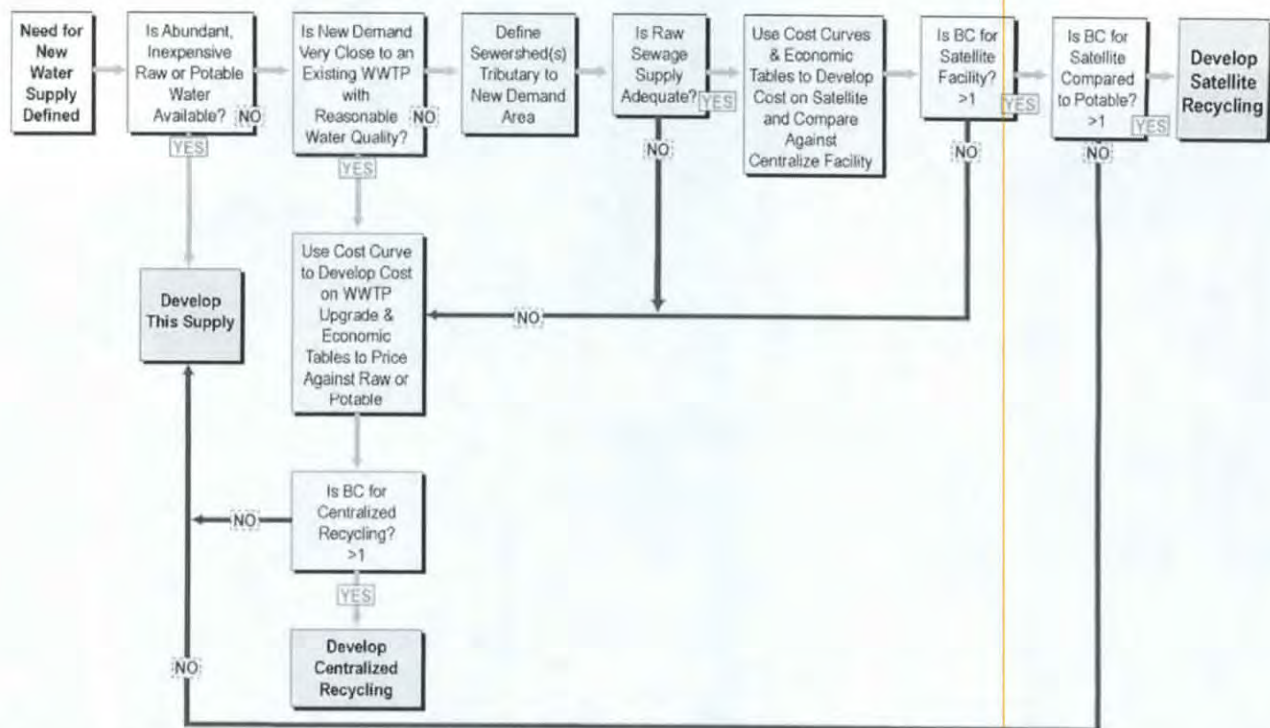 Need for
New
Water
Supply
Defined
Is Abundant,
Inexpensive
Raw or Potable
Water
Available?
NO
YES
Is New Demand
Very Close to an
Existing WWTP
with
Reasonable
Water Quality?
NO
YES
Define
Sewershed(s)
Tributary to
New Demand
Area
Is Raw
Sewage
Supply
Adequate?
YES
NO
Use Cost Curves
& Economic
Tables to Develop
Cost on Satellite
and Compare
Against
Centralize Facility
Is BC for
Satellite
Facility?
>1
YES
NO
Is BC for
Satellite
Compared
to Potable?
>1
YES
NO
Develop
Satellite
Recycling
Develop
This Supply
Use Cost Curve
to Develop Cost
on WWTP
Upgrade &
Economic
Tables to Price
Against Raw or
Potable
NO
Is BC for
Centralized
Recycling?
>1
NO
YES
Develop
Centralized
Recycling
NO